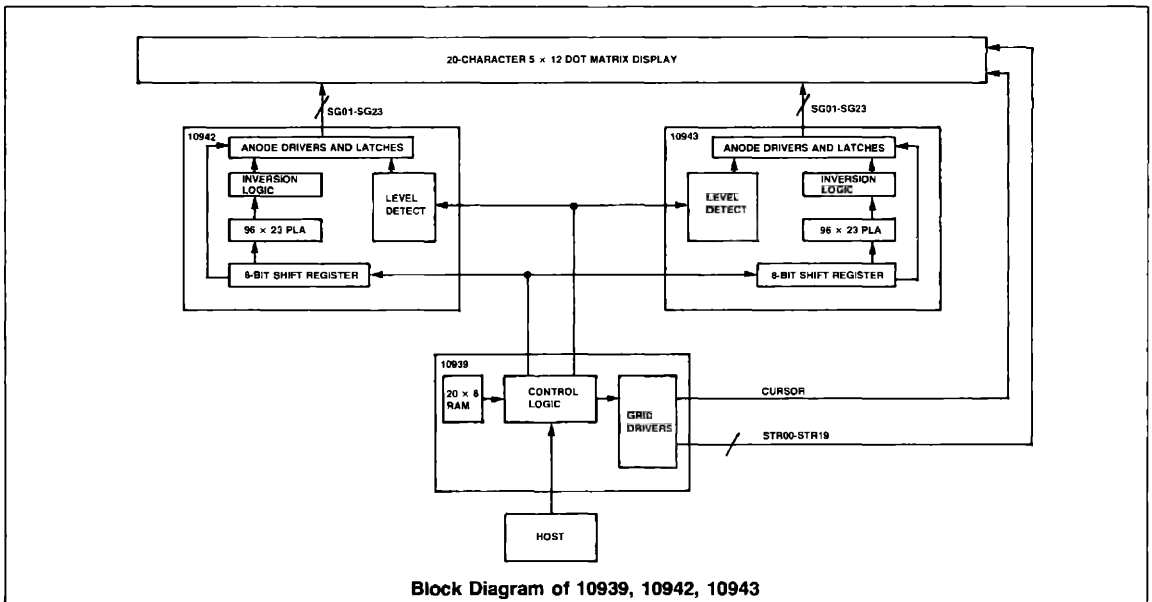 20-CHARACTER 5 × 12 DOT MATRIX DISPLAY
SG01-SG23
SG01-SG23
10942
ANODE DRIVERS AND LATCHES
INVERSION
LOGIC
LEVEL
DETECT
96 × 23 PLA
8-BIT SHIFT REGISTER
10943
ANODE DRIVERS AND LATCHES
LEVEL
DETECT
INVERSION
LOGIC
96 × 23 PLA
8-BIT SHIFT REGISTER
10939
20 × 8
RAM
CONTROL
LOGIC
GRID
DRIVERS
CURSOR
STR00-STR19
HOST
Block Diagram of 10939, 10942, 10943